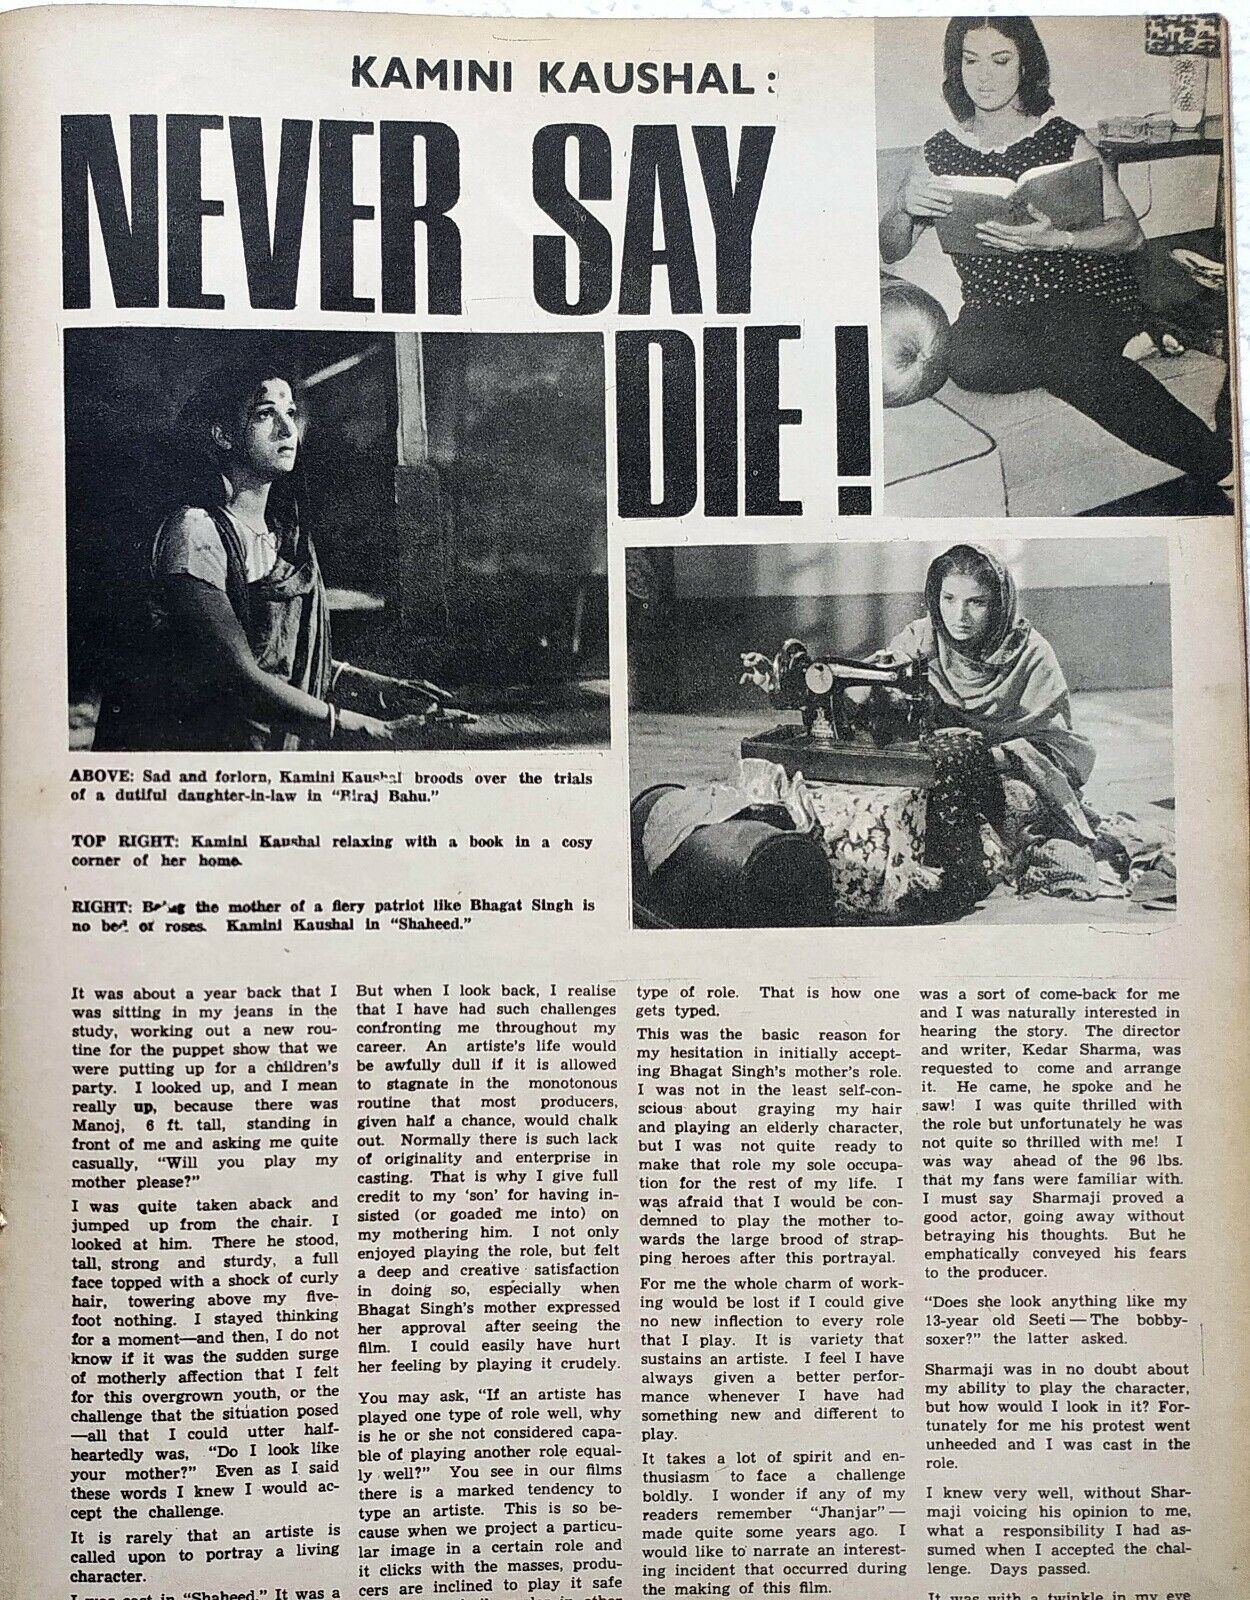 KAMINI KAUSHAL:
NEVER SAY
DIE!
ABOVE: Sad and forlorn, Kamini Kaushal broods over the trials
of a dutiful daughter-in-law in "Biraj Bahu."
TOP RIGHT: Kamini Kaushal relaxing with a book in a cosy
corner of her home.
RIGHT: Being the mother of a fiery patriot like Bhagat Singh is
no bed of roses. Kamini Kaushal in "Shaheed."
It was about a year back that I
was sitting in my jeans in the
study, working out a new rou-
tine for the puppet show that we
were putting up for a children's
party. I looked up, and I mean
really up, because there was
Manoj, 6 ft. tall, standing in
front of me and asking me quite
casually, "Will you play my
mother please?"
I was quite taken aback and
jumped up from the chair. I
looked at him. There he stood,
tall, strong and sturdy, a full
face topped with a shock of curly
hair, towering above my five-
foot nothing. I stayed thinking
for a moment—and then, I do not
know if it was the sudden surge
of motherly affection that I felt
for this overgrown youth, or the
challenge that the situation posed
—all that I could utter half-
heartedly was, "Do I look like
your mother?" Even as I said
these words I knew I would ac-
cept the challenge.
It is rarely that an artiste is
called upon to portray a living
character.
I was cast in "Shaheed." It was a
But when I look back, I realise
that I have had such challenges
confronting me throughout my
career. An artiste's life would
be awfully dull if it is allowed
to stagnate in the monotonous
routine that most producers,
given half a chance, would chalk
out. Normally there is such lack
of originality and enterprise in
casting. That is why I give full
credit to my 'son' for having in-
sisted (or goaded me into) on
my mothering him. I not only
enjoyed playing the role, but felt
a deep and creative satisfaction
in doing so, especially when
Bhagat Singh's mother expressed
her approval after seeing the
film. I could easily have hurt
her feeling by playing it crudely.
You may ask, "If an artiste has
played one type of role well, why
is he or she not considered capa-
ble of playing another role equal-
ly well?" You see in our films
there is a marked tendency to
type an artiste. This is so be-
cause when we project a particu-
lar image in a certain role and
it clicks with the masses, produ-
cers are inclined to play it safe
type of role. That is how one
gets typed.
This was the basic reason for
my hesitation in initially accept-
ing Bhagat Singh's mother's role.
I was not in the least self-con-
scious about graying my hair
and playing an elderly character,
but I was not quite ready to
make that role my sole occupa-
tion for the rest of my life. I
was afraid that I would be con-
demned to play the mother to-
wards the large brood of strap-
ping heroes after this portrayal.
For me the whole charm of work-
ing would be lost if I could give
no new inflection to every role
that I play. It is variety that
sustains an artiste. I feel I have
always given a better perfor-
mance whenever I have had
something new and different to
play.
It takes a lot of spirit and en-
thusiasm to face a challenge
boldly. I wonder if any of my
readers remember "Jhanjar"—
made quite some years ago. I
would like to narrate an interest-
ing incident that occurred during
the making of this film.
was a sort of come-back for me
and I was naturally interested in
hearing the story. The director
and writer, Kedar Sharma, was
requested to come and arrange
it. He came, he spoke and he
saw! I was quite thrilled with
the role but unfortunately he was
not quite so thrilled with me! I
was way ahead of the 96 lbs.
that my fans were familiar with.
I must say Sharmaji proved a
good actor, going away without
betraying his thoughts. But he
emphatically conveyed his fears
to the producer.
"Does she look anything like my
13-year old Seeti—The bobby-
soxer?" the latter asked.
Sharmaji was in no doubt about
my ability to play the character,
but how would I look in it? For-
tunately for me his protest went
unheeded and I was cast in the
role.
I knew very well, without Shar-
maji voicing his opinion to me,
what a responsibility I had as-
sumed when I accepted the chal-
lenge. Days passed.
It was with a twinkle in my eye